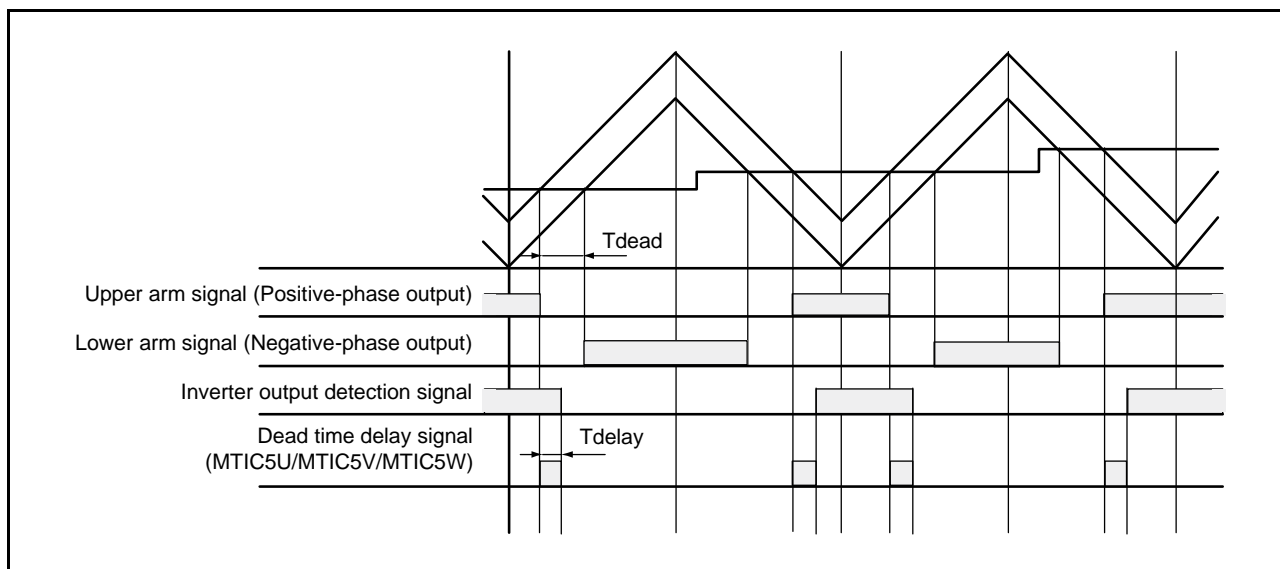 Tdead
Upper arm signal (Positive-phase output)
Lower arm signal (Negative-phase output)
Inverter output detection signal
Dead time delay signal
(MTIC5U/MTIC5V/MTIC5W)
Tdelay